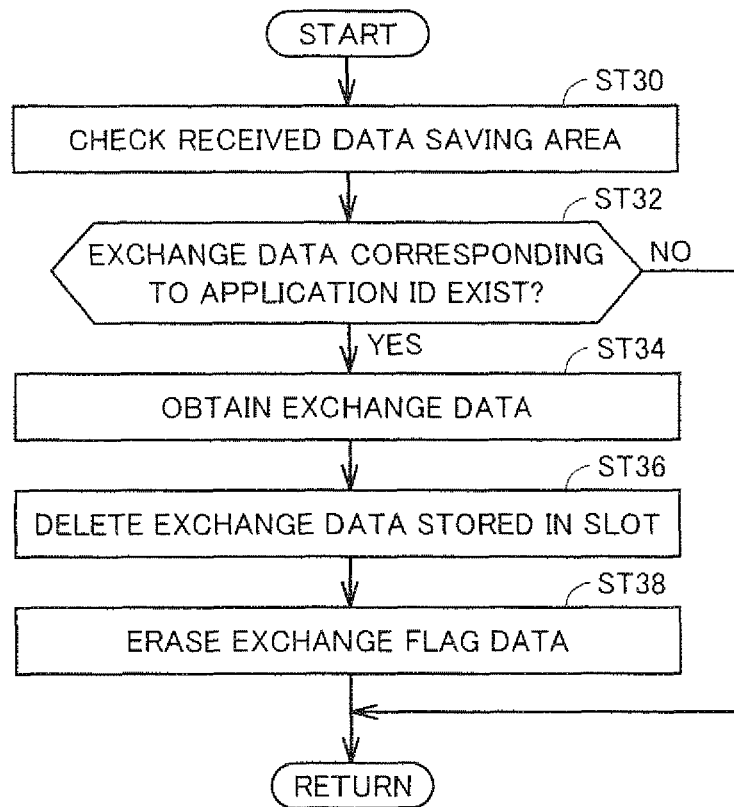 START
ST30
CHECK RECEIVED DATA SAVING AREA
ST32
EXCHANGE DATA CORRESPONDING
TO APPLICATION ID EXIST?
NO
YES
ST34
OBTAIN EXCHANGE DATA
ST36
DELETE EXCHANGE DATA STORED IN SLOT
ST38
ERASE EXCHANGE FLAG DATA
RETURN